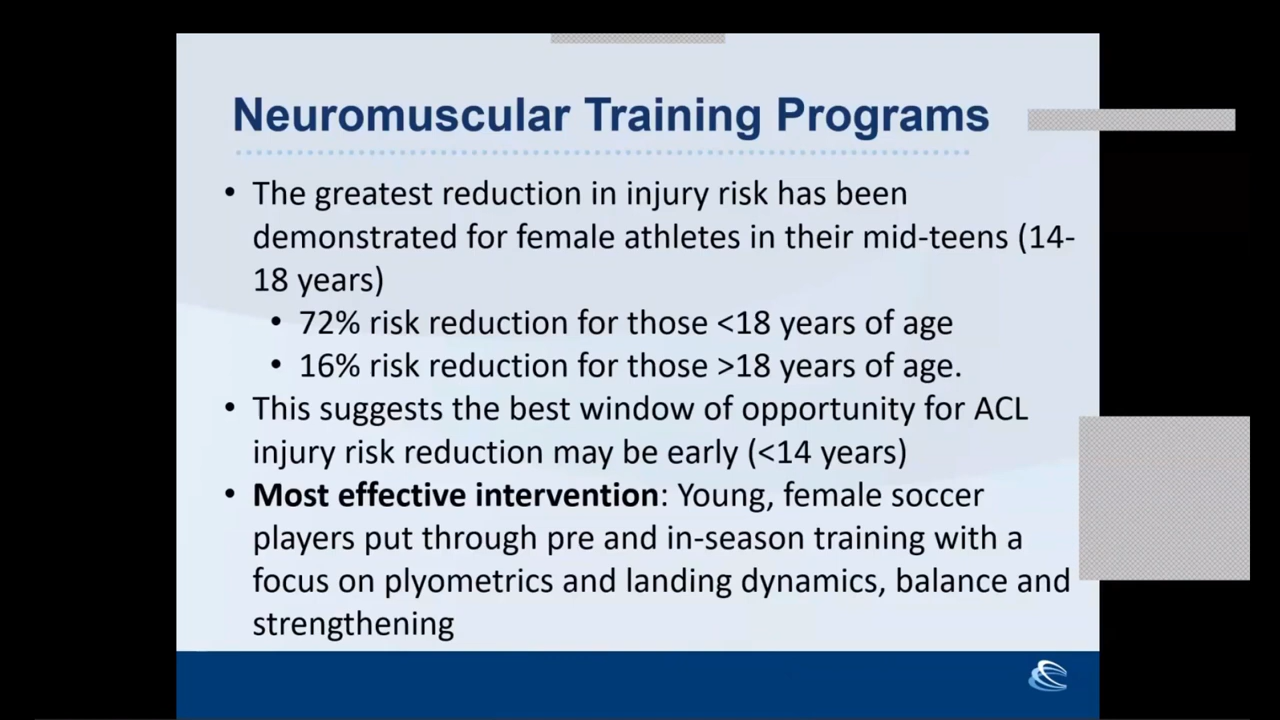 Neuromuscular Training Programs
• The greatest reduction in injury risk has been
demonstrated for female athletes in their mid-teens (14-
18 years)
• 72% risk reduction for those <18 years of age
• 16% risk reduction for those >18 years of age.
• This suggests the best window of opportunity for ACL
injury risk reduction may be early (<14 years)
• Most effective intervention: Young, female soccer
players put through pre and in-season training with a
focus on plyometrics and landing dynamics, balance and
strengthening